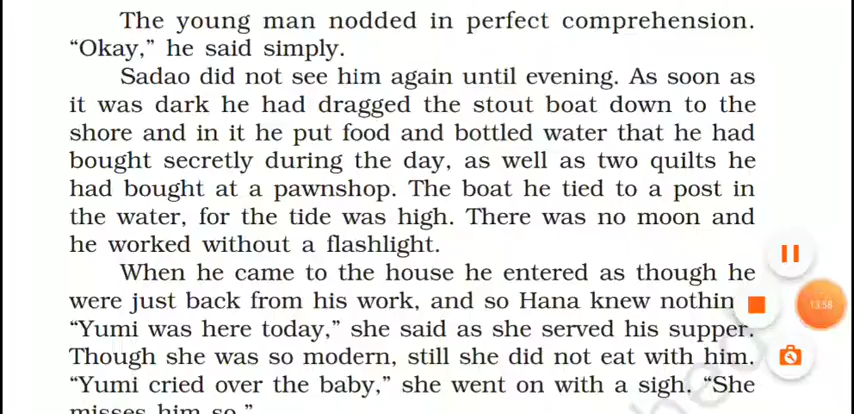 The young man nodded in perfect comprehension.
“Okay,” he said simply.
Sadao did not see him again until evening. As soon as
it was dark he had dragged the stout boat down to the
shore and in it he put food and bottled water that he had
bought secretly during the day, as well as two quilts he
had bought at a pawnshop. The boat he tied to a post in
the water, for the tide was high. There was no moon and
he worked without a flashlight.
When he came to the house he entered as though he
were just back from his work, and so Hana knew nothin
“Yumi was here today,” she said as she served his supper.
13:58
Though she was so modern, still she did not eat with him.
“Yumi cried over the baby,” she went on with a sigh. “She
misses him so.”